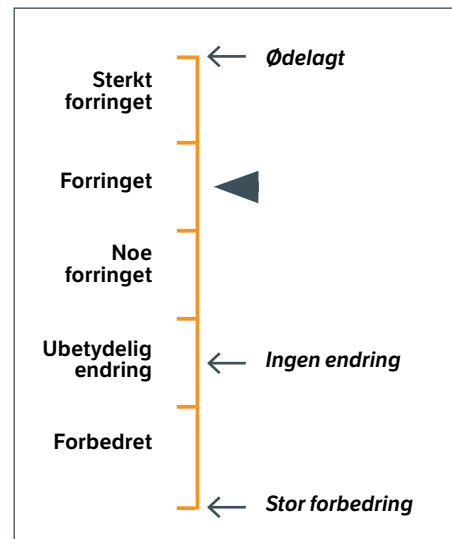 Ødelagt
Sterkt
forringet
Forringet
Noe
forringet
Ubetydelig
endring
Ingen endring
Forbedret
Stor forbedring